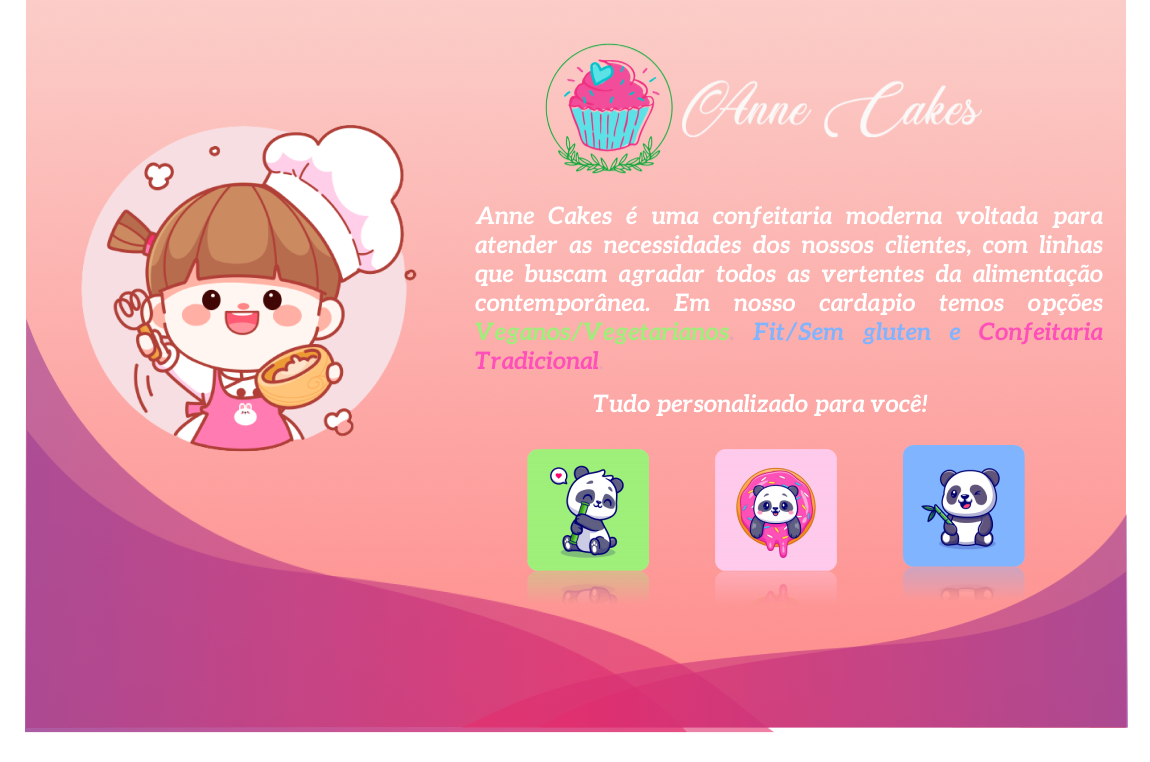 Anne Cakes
Anne Cakes é uma confeitaria moderna voltada para
atender as necessidades dos nossos clientes, com linhas
que buscam agradar todos as vertentes da alimentação
contemporânea. Em nosso cardapio temos opções
Veganos/Vegetarianos. Fit/Sem gluten e Confeitaria
Tradicional
Tudo personalizado para você!